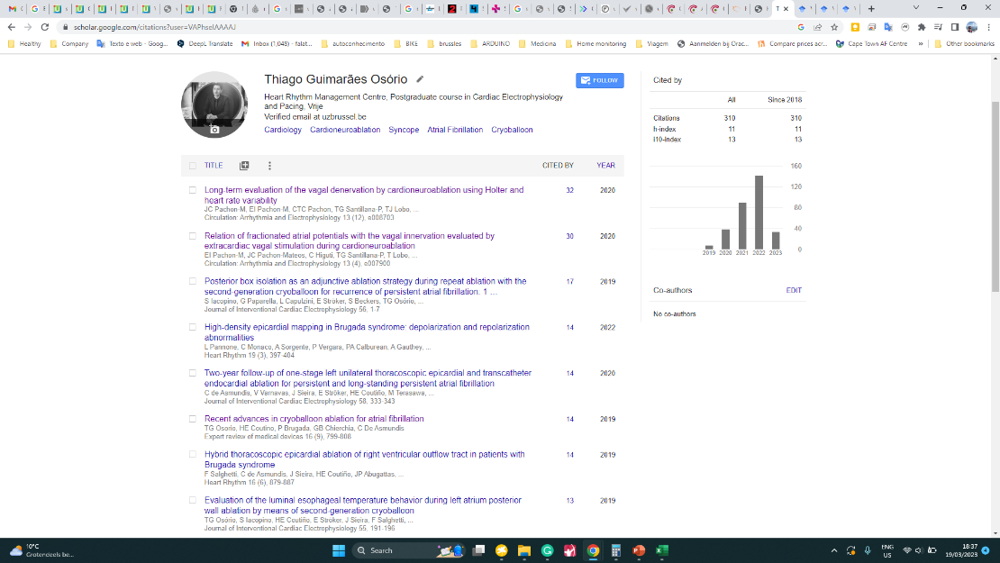 scholar.google.com/citations?user=VAPhseIAAAAJ
Healthy
Company
Texto e web - Goog...
DeepL Translate
Inbox (1,048) - falat...
autoconhecimento
BIKE
brussles
ARDUINO
Medicina
Home monitoring
Viagem
Aanmelden bij Orac...
Compare prices acr...
Cape Town AF Centre
»
Other bookmarks
Thiago Guimarães Osório
FOLLOW
Heart Rhythm Management Centre, Postgraduate course in Cardiac Electrophysiology
and Pacing, Vrije
Verified email at uzbrussel.be
Cardiology Cardioneuroablation Syncope Atrial Fibrillation Cryoballoon
TITLE CITED BY YEAR
Long-term evaluation of the vagal denervation by cardioneuroablation using Holter and 32 2020
heart rate variability
JC Pachon-M, EI Pachon-M, CTC Pachon, TG Santillana-P, TJ Lobo, ...
Circulation: Arrhythmia and Electrophysiology 13 (12), e008703
Relation of fractionated atrial potentials with the vagal innervation evaluated by 30 2020
extracardiac vagal stimulation during cardioneuroablation
EI Pachon-M, JC Pachon-Mateos, C Higuti, TG Santillana-P, T Lobo, ...
Circulation: Arrhythmia and Electrophysiology 13 (4), e007900
Posterior box isolation as an adjunctive ablation strategy during repeat ablation with the 17 2019
second-generation cryoballoon for recurrence of persistent atrial fibrillation: 1 ...
S Iacopino, G Paparella, L Capulzini, E Ströker, S Beckers, TG Osório, ...
Journal of Interventional Cardiac Electrophysiology 56, 1-7
High-density epicardial mapping in Brugada syndrome: depolarization and repolarization 14 2022
abnormalities
L Pannone, C Monaco, A Sorgente, P Vergara, PA Calburean, A Gauthey, ...
Heart Rhythm 19 (3), 397-404
Two-year follow-up of one-stage left unilateral thoracoscopic epicardial and transcatheter 14 2020
endocardial ablation for persistent and long-standing persistent atrial fibrillation
C de Asmundis, V Varnavas, J Sieira, E Ströker, HE Coutiño, M Terasawa, ...
Journal of Interventional Cardiac Electrophysiology 58, 333-343
Recent advances in cryoballoon ablation for atrial fibrillation 14 2019
TG Osorio, HE Coutino, P Brugada, GB Chierchia, C De Asmundis
Expert review of medical devices 16 (9), 799-808
Hybrid thoracoscopic epicardial ablation of right ventricular outflow tract in patients with 14 2019
Brugada syndrome
F Salghetti, C de Asmundis, J Sieira, HE Coutiño, JP Abugattas, ...
Heart Rhythm 16 (6), 879-887
Evaluation of the luminal esophageal temperature behavior during left atrium posterior 13 2019
wall ablation by means of second-generation cryoballoon
TG Osório, S Iacopino, HE Coutiño, E Ströker, J Sieira, F Salghetti, ...
Journal of Interventional Cardiac Electrophysiology 55, 191-196
Cited by
All Since 2018
Citations 310 310
h-index 11 11
i10-index 13 13
160
120
80
40
0
2019 2020 2021 2022 2023
Co-authors EDIT
No co-authors
10°C
Grotendeels be...
Search
ENG
US
18:37
19/03/2023
4